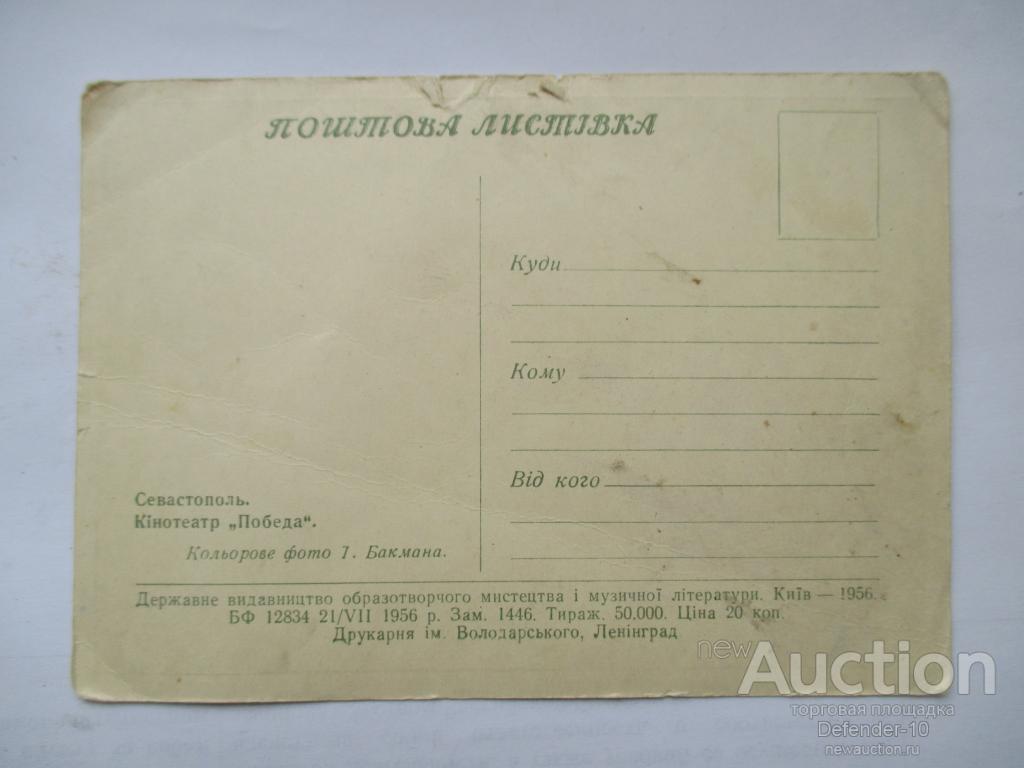 ПОШТОВА ЛИСТІВКА
Куди
Кому
Від кого
Севастополь.
Кінотеатр „Победа“.
Кольорове фото І. Бакмана.
Державне видавництво образотворчого мистецтва і музичної літератури. Київ — 1956.
БФ 12834 21/VII 1956 р. Зам. 1446. Тираж. 50.000. Ціна 20 коп.
Друкарня ім. Володарського, Ленінград
newAuction
торговая площадка
Defender-10
newauction.ru